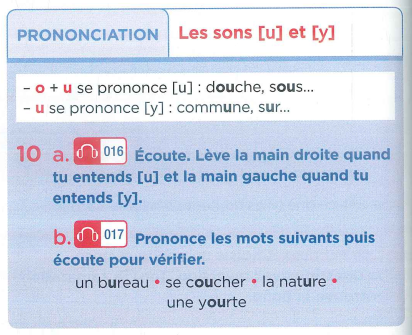 PRONONCIATION
Les sons [u] et [y]
– o + u se prononce [u] : douche, sous...
– u se prononce [y] : commune, sur...
10 a. 016 Écoute. Lève la main droite quand
tu entends [u] et la main gauche quand tu
entends [y].
b. 017 Prononce les mots suivants puis
écoute pour vérifier.
un bureau • se coucher • la nature •
une yourte